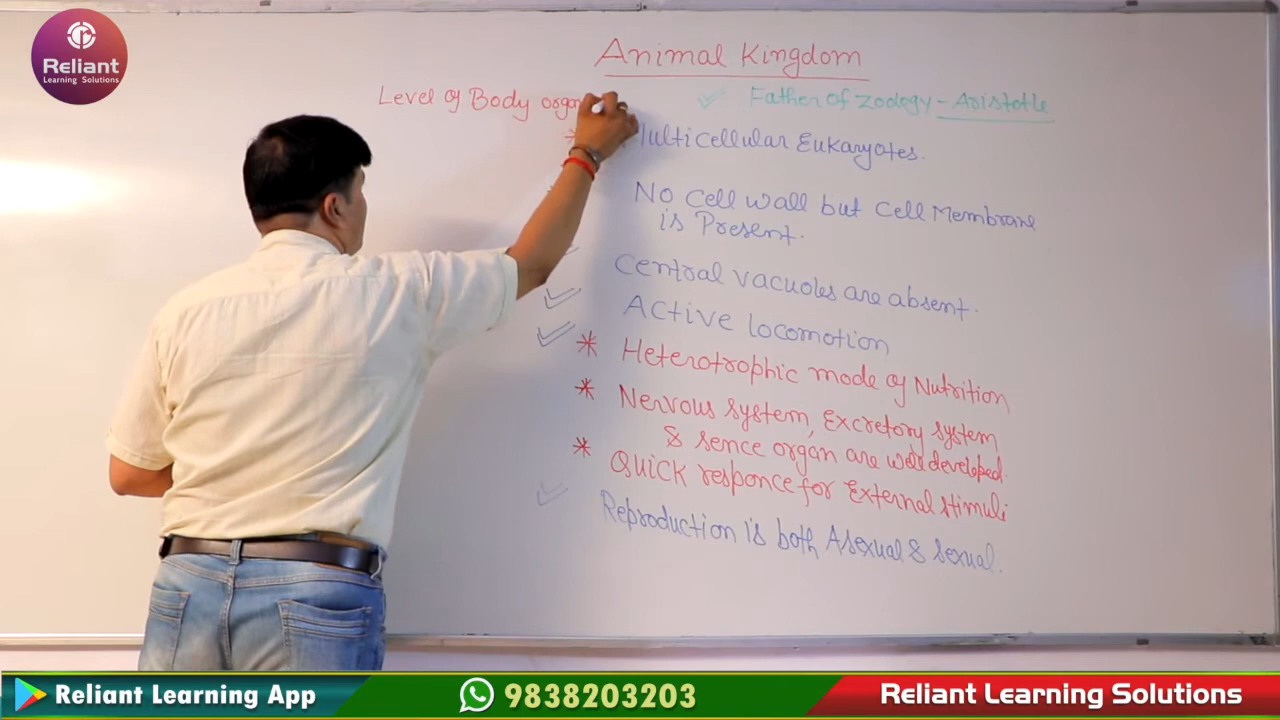 Reliant
Learning Solutions
Animal Kingdom
Level of Body organ
Father of Zoology - Aristotle
Multicellular Eukaryotes.
No cell wall but cell Membrane
is Present.
Central vacuoles are absent.
Active locomotion
* Heterotrophic mode of Nutrition
* Nervous system, Excretory system
& sence organ are well developed.
* Quick responce for External stimuli
Reproduction is both Asexual & sexual.
Reliant Learning App
9838203203
Reliant Learning Solutions